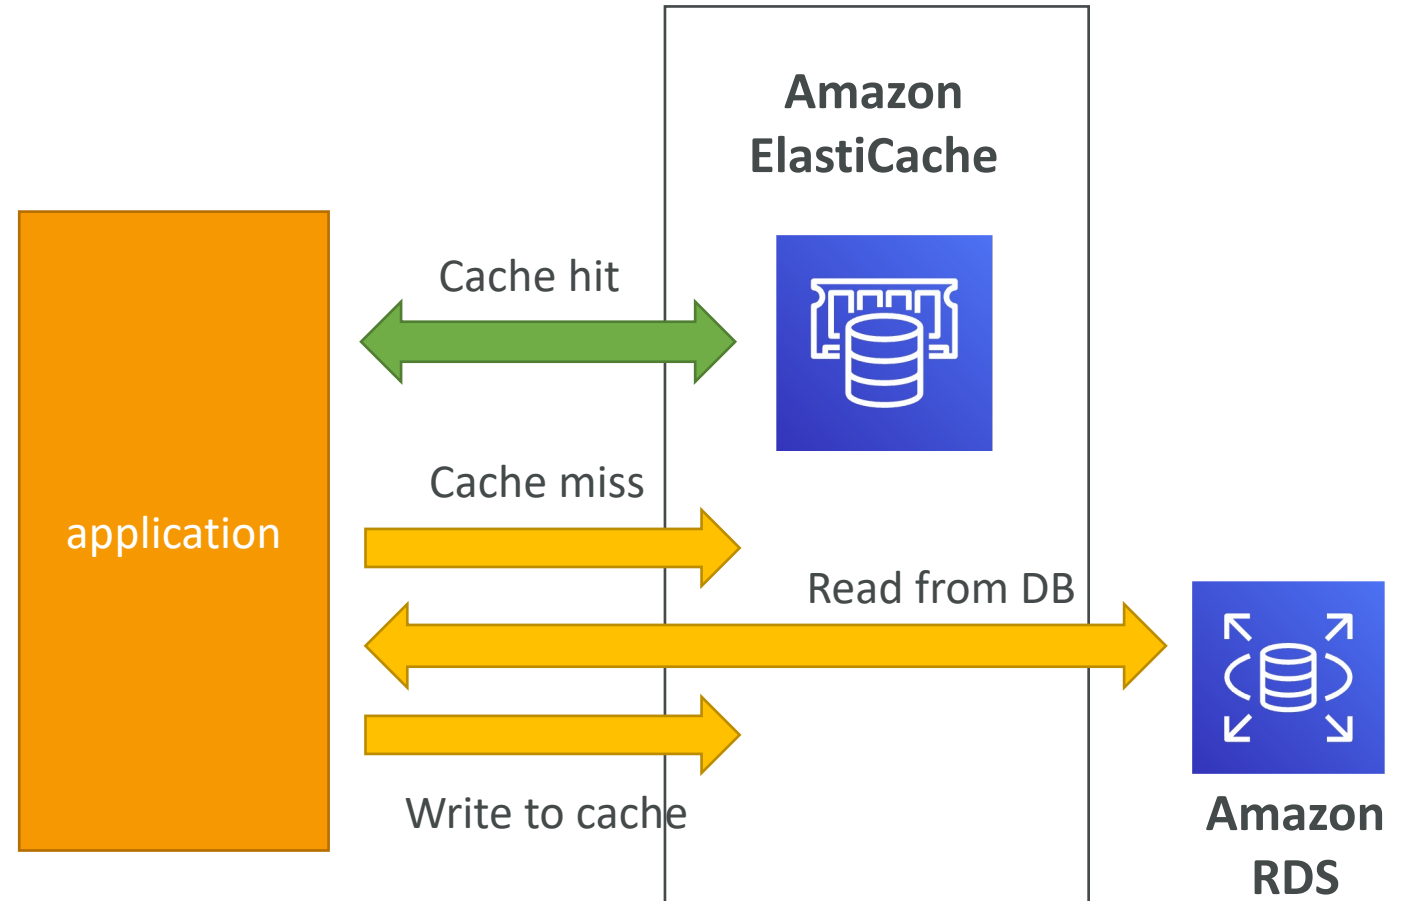 Amazon
ElastiCache
Cache hit
Cache miss
application
Read from DB
Write to cache
Amazon
RDS